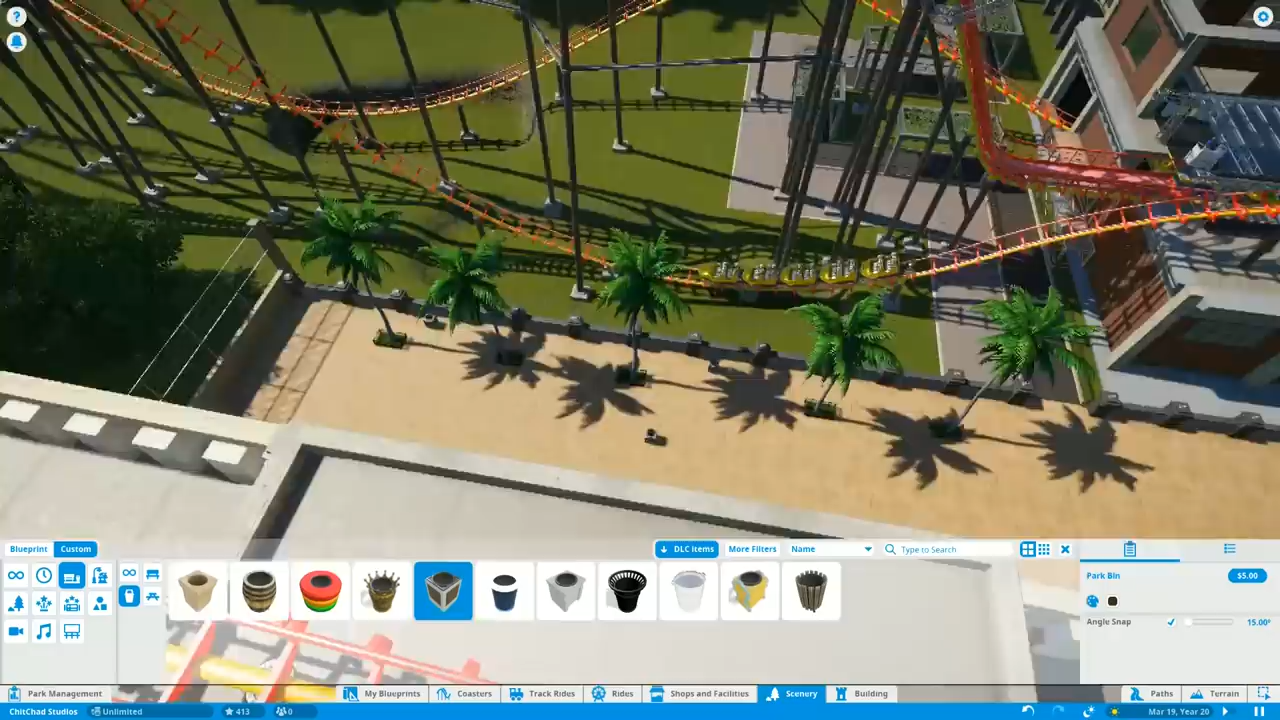 ?
Blueprint Custom DLC Items More Filters Name Type to Search
Park Bin $5.00
Angle Snap 15.00°
Park Management My Blueprints Coasters Track Rides Rides Shops and Facilities Scenery Building Paths Terrain
ChitChad Studios Unlimited 413 0 Mar 19, Year 20